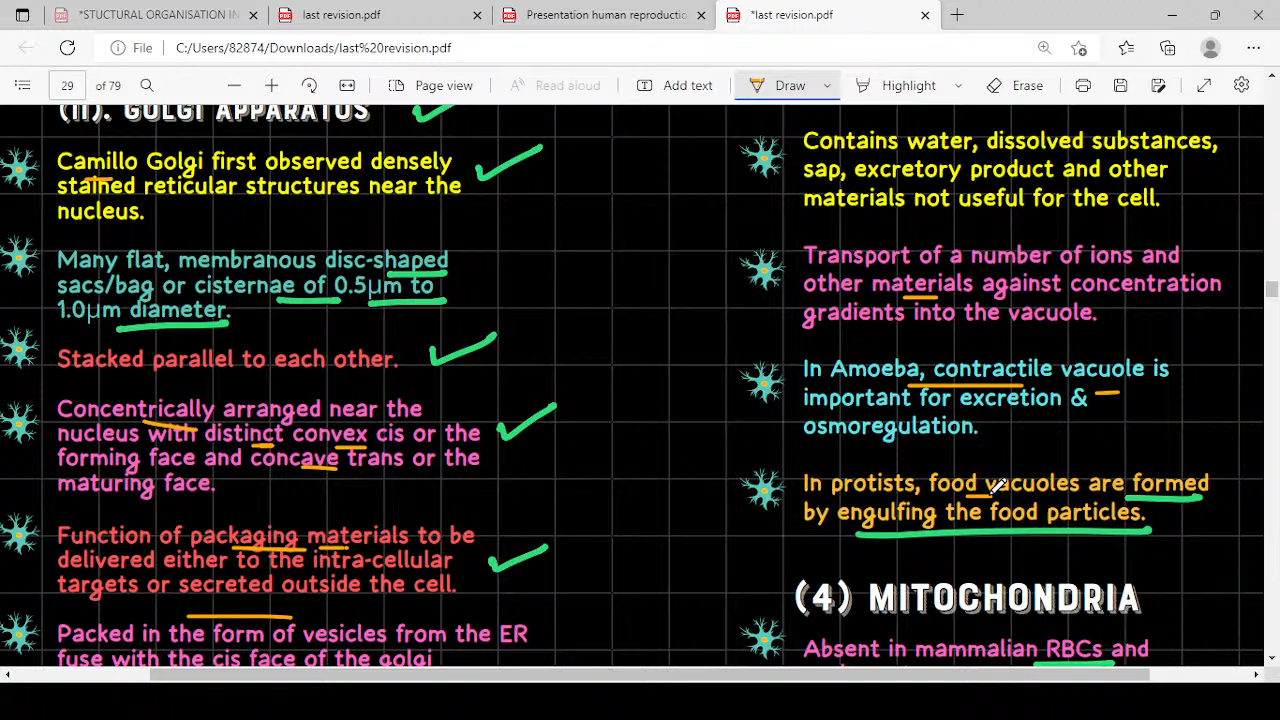 *STUCTURAL ORGANISATION IN
last revision.pdf
Presentation human reproductio
*last revision.pdf
File
C:/Users/82874/Downloads/last%20revision.pdf
29 of 79
Page view
Read aloud
Add text
Draw
Highlight
Erase
(II). GOLGI APPARATUS
Camillo Golgi first observed densely
stained reticular structures near the
nucleus.
Many flat, membranous disc-shaped
sacs/bag or cisternae of 0.5µm to
1.0µm diameter.
Stacked parallel to each other.
Concentrically arranged near the
nucleus with distinct convex cis or the
forming face and concave trans or the
maturing face.
Function of packaging materials to be
delivered either to the intra-cellular
targets or secreted outside the cell.
Packed in the form of vesicles from the ER
fuse with the cis face of the golgi
Contains water, dissolved substances,
sap, excretory product and other
materials not useful for the cell.
Transport of a number of ions and
other materials against concentration
gradients into the vacuole.
In Amoeba, contractile vacuole is
important for excretion &
osmoregulation.
In protists, food vacuoles are formed
by engulfing the food particles.
(4) MITOCHONDRIA
Absent in mammalian RBCs and